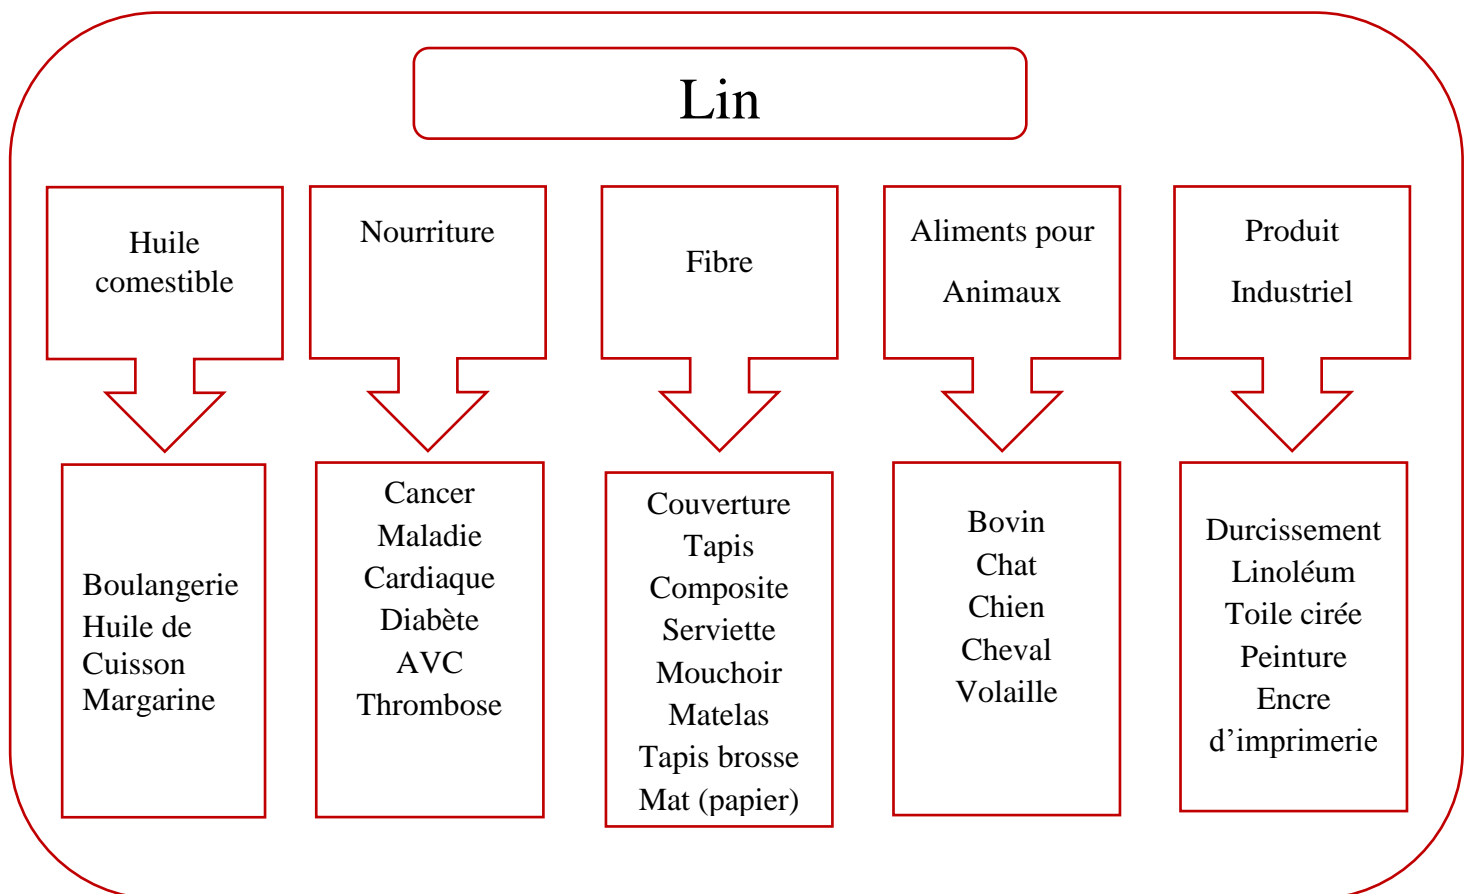 Lin
Huile
comestible
Nourriture
Fibre
Aliments pour
Animaux
Produit
Industriel
Boulangerie
Huile de
Cuisson
Margarine
Cancer
Maladie
Cardiaque
Diabète
AVC
Thrombose
Couverture
Tapis
Composite
Serviette
Mouchoir
Matelas
Tapis brosse
Mat (papier)
Bovin
Chat
Chien
Cheval
Volaille
Durcissement
Linoléum
Toile cirée
Peinture
Encre
d’imprimerie